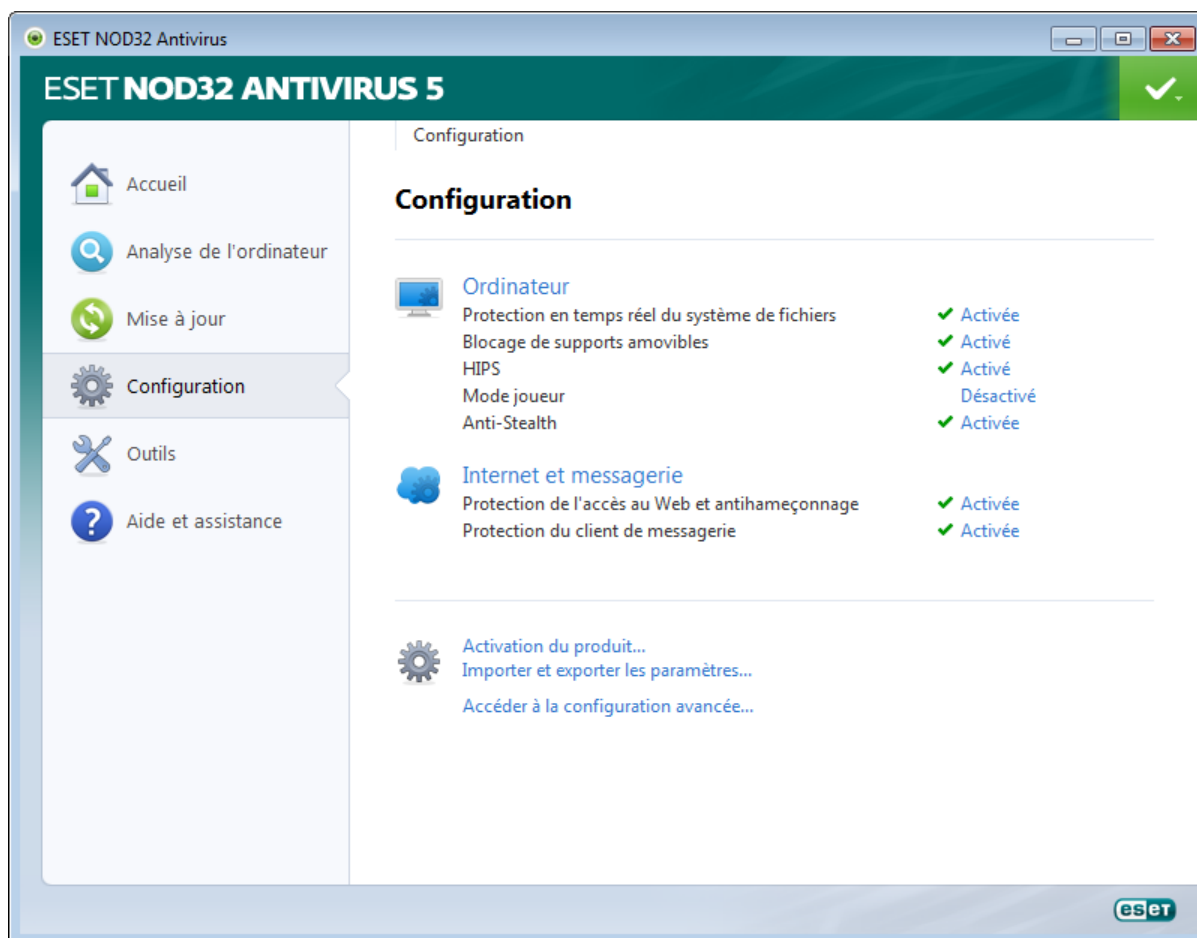 ESET NOD32 Antivirus
ESET NOD32 ANTIVIRUS 5
Accueil
Analyse de l'ordinateur
Mise à jour
Configuration
Outils
Aide et assistance
Configuration
Configuration
Ordinateur
Protection en temps réel du système de fichiers Activée
Blocage de supports amovibles Activé
HIPS Activé
Mode joueur Désactivé
Anti-Stealth Activée
Internet et messagerie
Protection de l'accès au Web et antihameçonnage Activée
Protection du client de messagerie Activée
Activation du produit...
Importer et exporter les paramètres...
Accéder à la configuration avancée...
eset